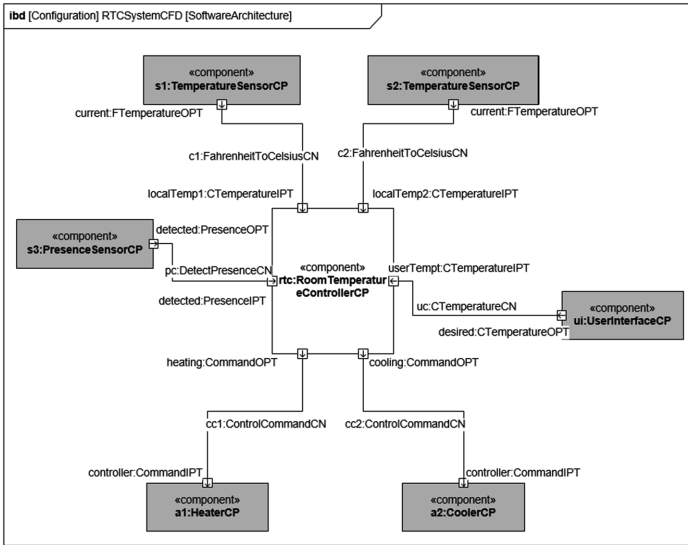 ibd [Configuration] RTCSystemCFD [SoftwareArchitecture]
«component»
s1:TemperatureSensorCP
«component»
s2:TemperatureSensorCP
current:FTemperatureOPT
current:FTemperatureOPT
c1:FahrenheitToCelsiusCN
c2:FahrenheitToCelsiusCN
localTemp1:CTemperatureIPT
localTemp2:CTemperatureIPT
detected:PresenceOPT
«component»
s3:PresenceSensorCP
pc:DetectPresenceCN
detected:PresenceIPT
«component»
rtc:RoomTemperatur
eControllerCP
userTempt:CTemperatureIPT
uc:CTemperatureCN
«component»
ui:UserInterfaceCP
desired:CTemperatureOPT
heating:CommandOPT
cooling:CommandOPT
cc1:ControlCommandCN
cc2:ControlCommandCN
controller:CommandIPT
controller:CommandIPT
«component»
a1:HeaterCP
«component»
a2:CoolerCP